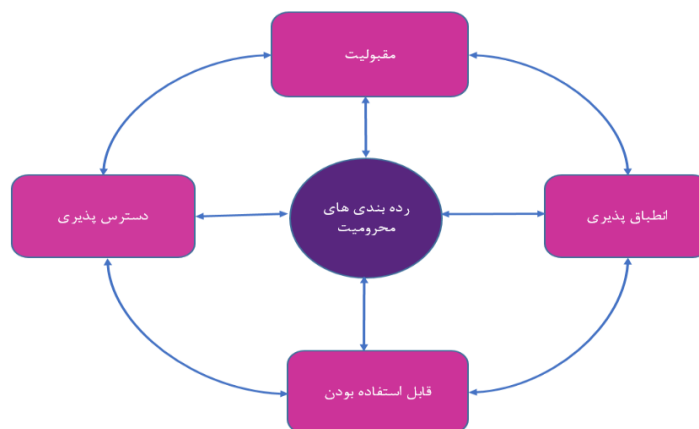 مقبولیت
انطباق پذیری
رده بندی های
محرومیت
دسترس پذیری
قابل استفاده بودن